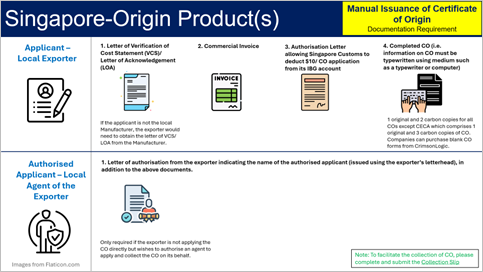 Singapore-Origin Product(s)
Manual Issuance of Certificate
of Origin
Documentation Requirement
Applicant –
Local Exporter
1. Letter of Verification of
Cost Statement (VCS)/
Letter of Acknowledgement
(LOA)
If the applicant is not the local
Manufacturer, the exporter would
need to obtain the letter of VCS/
LOA from the Manufacturer.
2. Commercial Invoice
INVOICE
3. Authorisation Letter
allowing Singapore Customs to
deduct $10/ CO application
from its IBG account
4. Completed CO (i.e.
information on CO must be
typewritten using medium such
as a typewriter or computer)
1 original and 2 carbon copies for all
COs except CECA which comprises 1
original and 3 carbon copies of CO.
Companies can purchase blank CO
forms from CrimsonLogic.
Authorised
Applicant – Local
Agent of the
Exporter
1. Letter of authorisation from the exporter indicating the name of the authorised applicant (issued using the exporter's letterhead), in
addition to the above documents.
Only required if the exporter is not applying the
CO directly but wishes to authorise an agent to
apply and collect the CO on its behalf.
Images from Flaticon.com
Note: To facilitate the collection of CO, please
complete and submit the Collection Slip